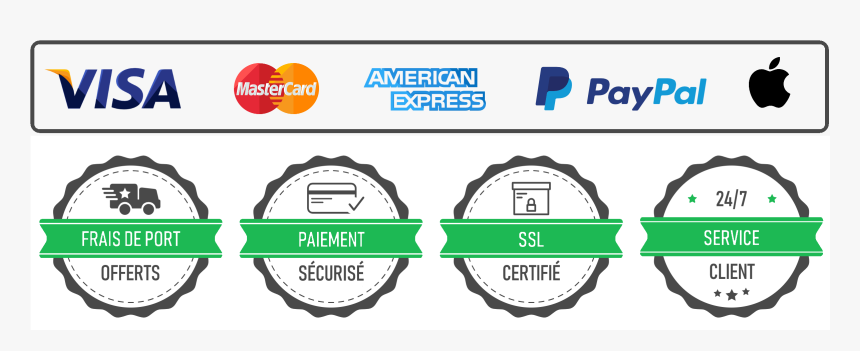 VISA
MasterCard
AMERICAN
EXPRESS
PayPal
FRAIS DE PORT
OFFERTS
PAIEMENT
SÉCURISÉ
SSL
CERTIFIÉ
24/7
SERVICE
CLIENT